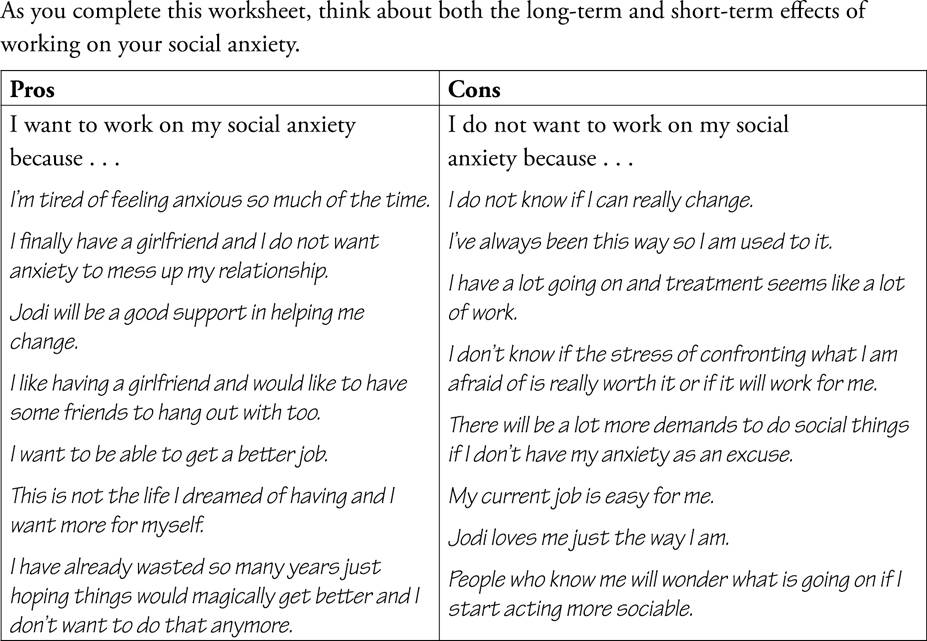 As you complete this worksheet, think about both the long-term and short-term effects of
working on your social anxiety.
Pros
I want to work on my social anxiety
because . . .
I'm tired of feeling anxious so much of the time.
I finally have a girlfriend and I do not want
anxiety to mess up my relationship.
Jodi will be a good support in helping me
change.
I like having a girlfriend and would like to have
some friends to hang out with too.
I want to be able to get a better job.
This is not the life I dreamed of having and I
want more for myself.
I have already wasted so many years just
hoping things would magically get better and I
don't want to do that anymore.
Cons
I do not want to work on my social
anxiety because . . .
I do not know if I can really change.
I've always been this way so I am used to it.
I have a lot going on and treatment seems like a lot
of work.
I don't know if the stress of confronting what I am
afraid of is really worth it or if it will work for me.
There will be a lot more demands to do social things
if I don't have my anxiety as an excuse.
My current job is easy for me.
Jodi loves me just the way I am.
People who know me will wonder what is going on if I
start acting more sociable.